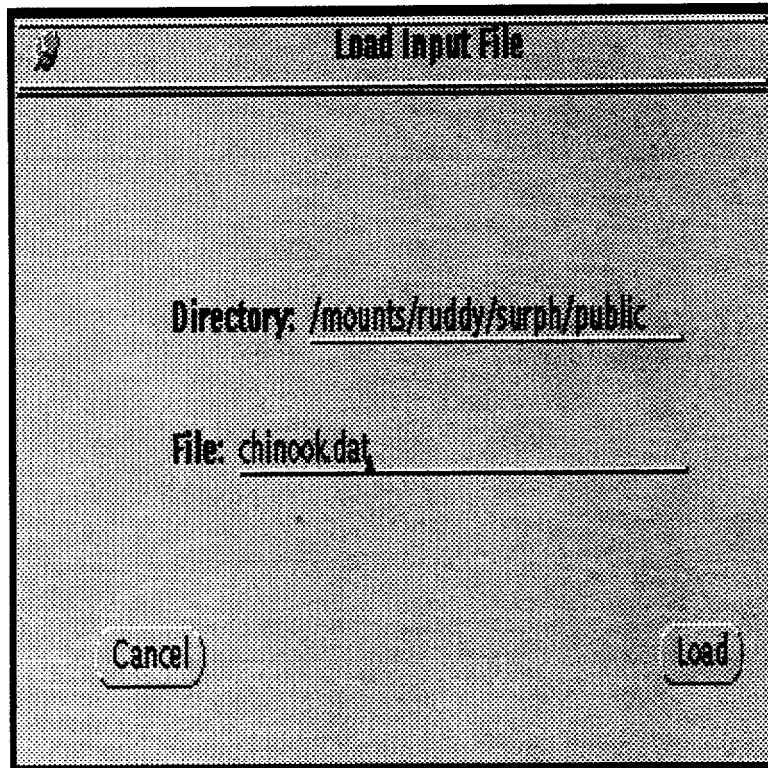 Load Input File
Directory: /mounts/ruddy/surph/public
File: chinook.dat
Cancel
Load